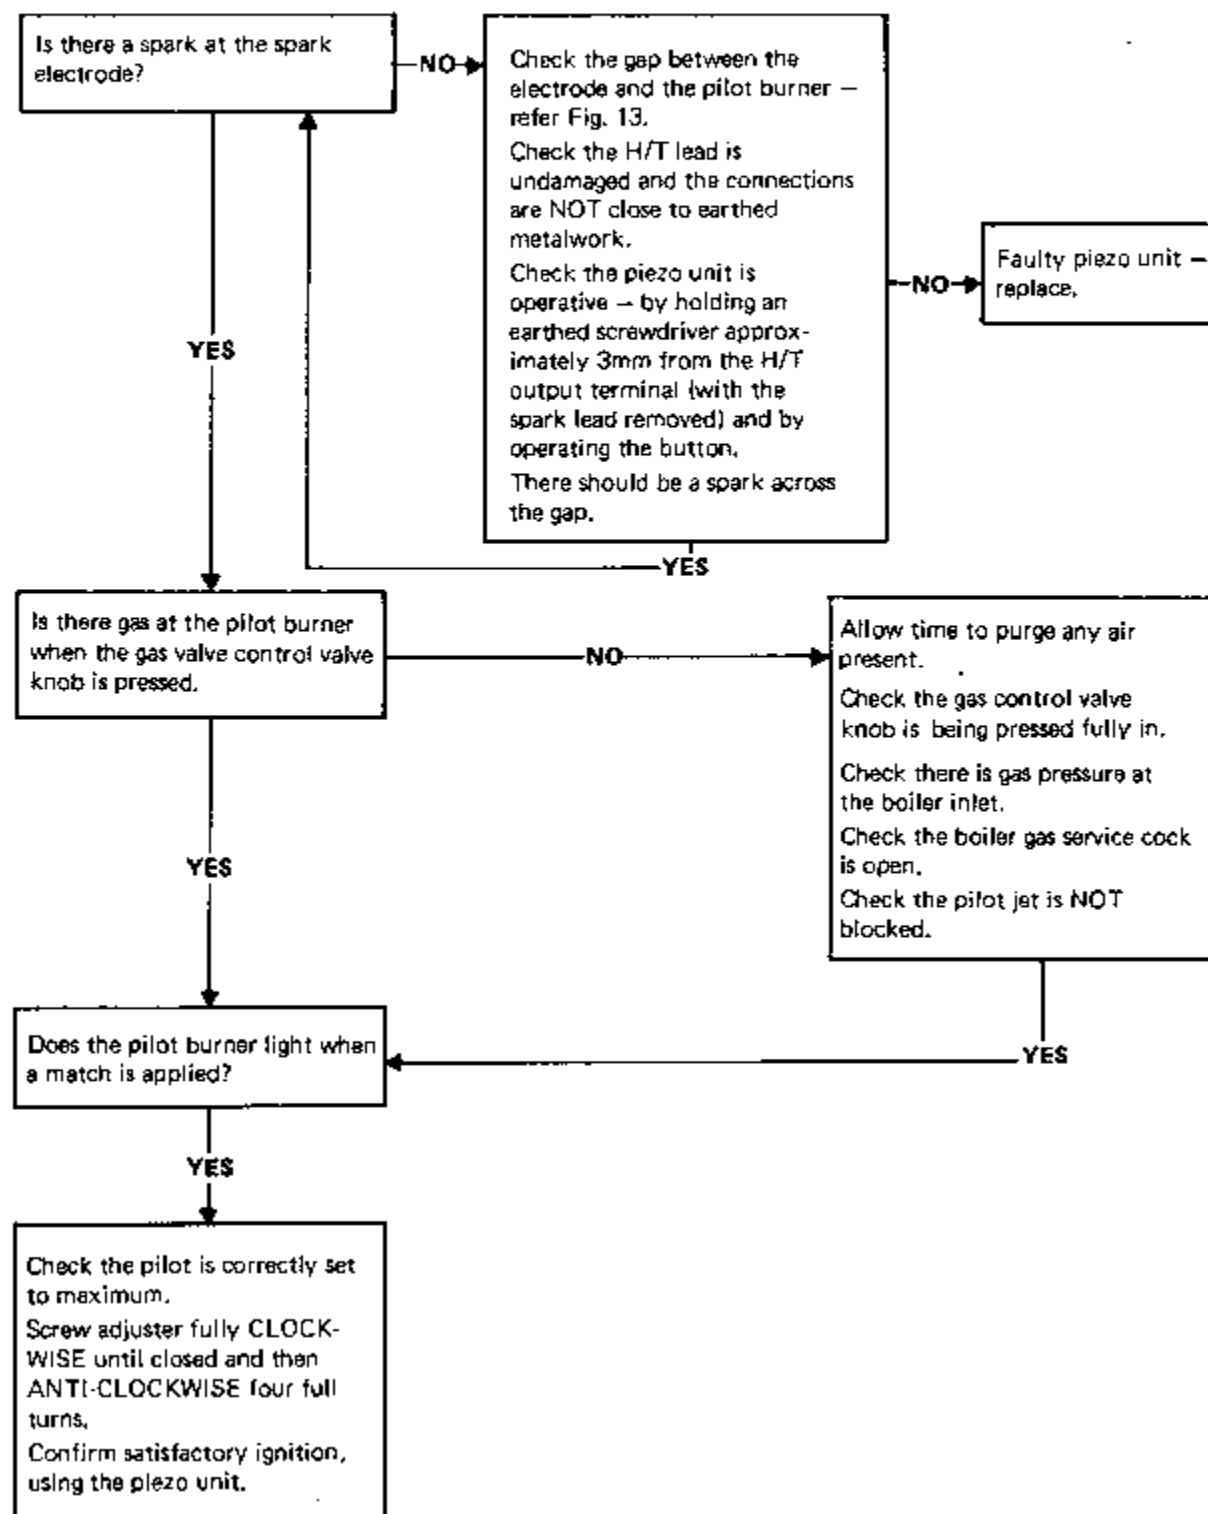 Is there a spark at the spark
electrode?
NO
Check the gap between the
electrode and the pilot burner —
refer Fig. 13.
Check the H/T lead is
undamaged and the connections
are NOT close to earthed
metalwork.
Check the piezo unit is
operative — by holding an
earthed screwdriver approx-
imately 3mm from the H/T
output terminal (with the
spark lead removed) and by
operating the button.
There should be a spark across
the gap.
NO
Faulty piezo unit —
replace.
YES
YES
Is there gas at the pilot burner
when the gas valve control valve
knob is pressed.
NO
Allow time to purge any air
present.
Check the gas control valve
knob is being pressed fully in.
Check there is gas pressure at
the boiler inlet.
Check the boiler gas service cock
is open.
Check the pilot jet is NOT
blocked.
YES
YES
Does the pilot burner light when
a match is applied?
YES
Check the pilot is correctly set
to maximum.
Screw adjuster fully CLOCK-
WISE until closed and then
ANTI-CLOCKWISE four full
turns.
Confirm satisfactory ignition,
using the piezo unit.